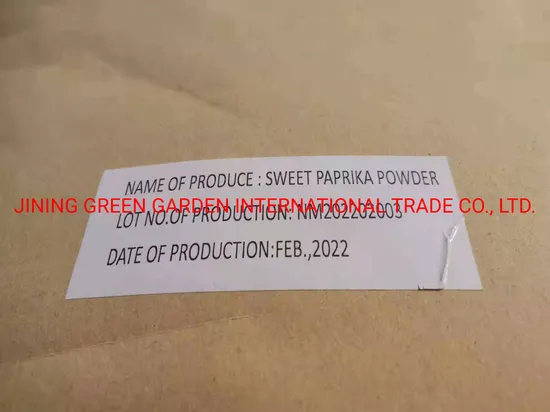 NAME OF PRODUCE : SWEET PAPRIKA POWDER
JINING GREEN GARDEN INTERNATIONAL TRADE CO., LTD.
LOT NO.OF PRODUCTION: NM202202003
DATE OF PRODUCTION:FEB.,2022